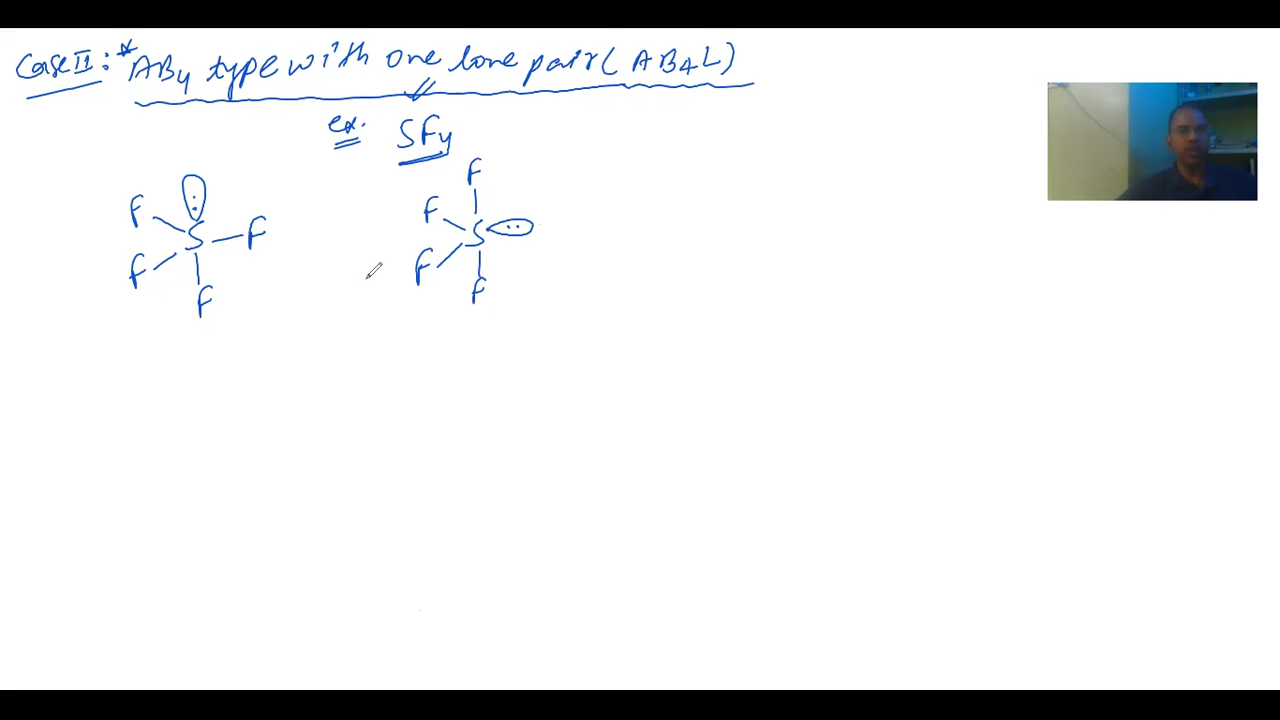 Case II: * AB4 type with one lone pair (AB4L)
ex. SF4
F
F F
S F S
F F
F F